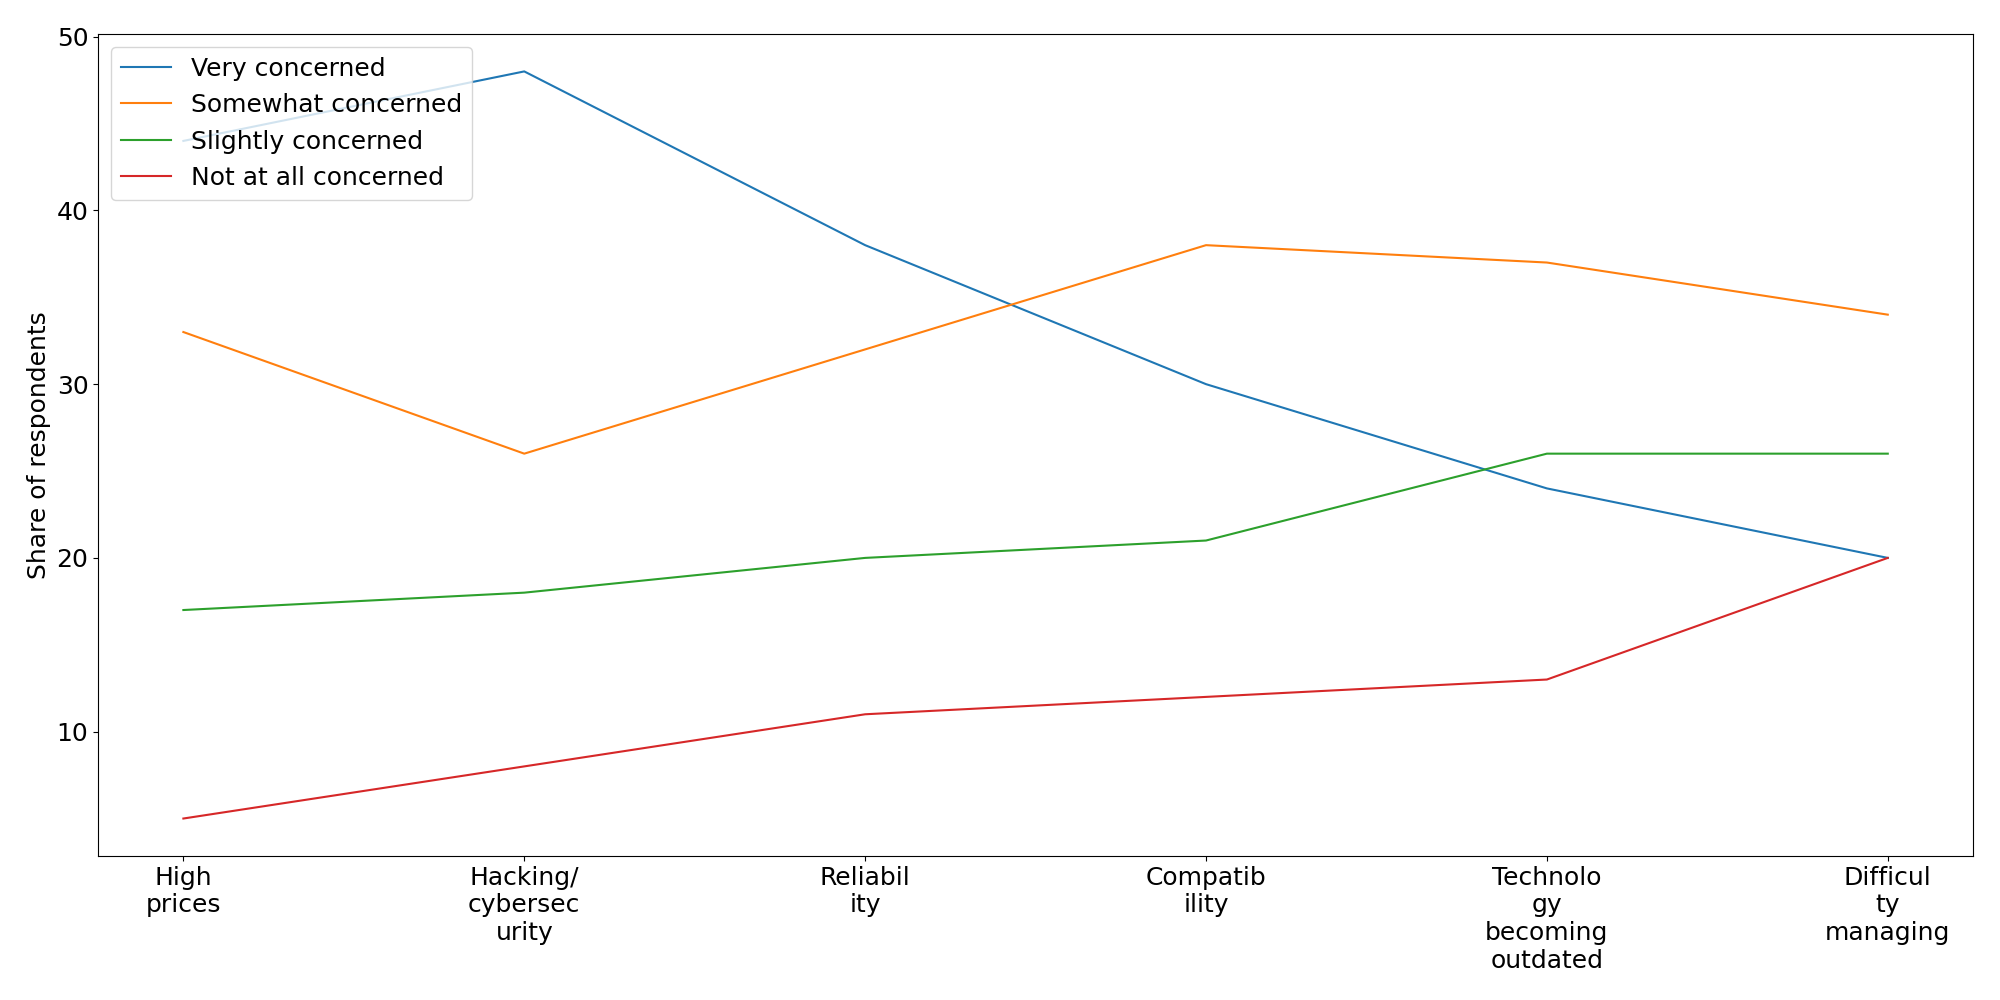 50
40
30
20
10
Share of respondents
Very concerned
Somewhat concerned
Slightly concerned
Not at all concerned
High
prices
Hacking/
cybersec
urity
Reliabil
ity
Compatib
ility
Technolo
gy
becoming
outdated
Difficul
ty
managing